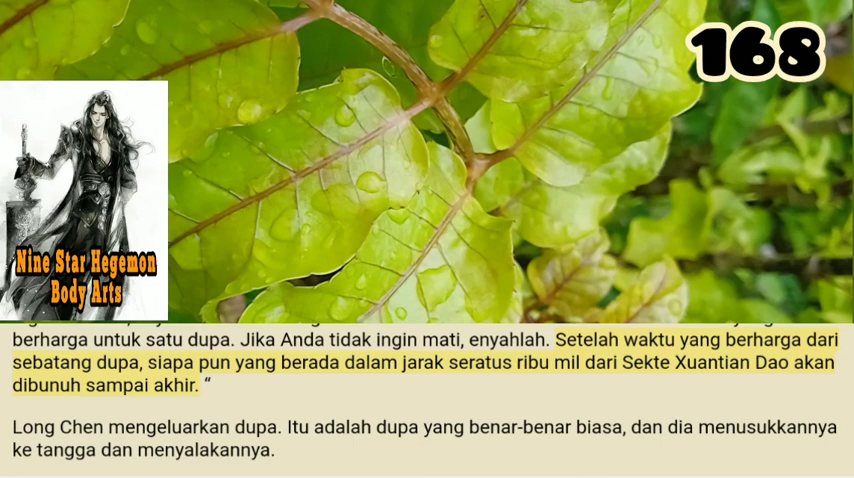 168
Nine Star Hegemon
Body Arts
berharga untuk satu dupa. Jika Anda tidak ingin mati, enyahlah. Setelah waktu yang berharga dari
sebatang dupa, siapa pun yang berada dalam jarak seratus ribu mil dari Sekte Xuantian Dao akan
dibunuh sampai akhir. “
Long Chen mengeluarkan dupa. Itu adalah dupa yang benar-benar biasa, dan dia menusukkannya
ke tangga dan menyalakannya.